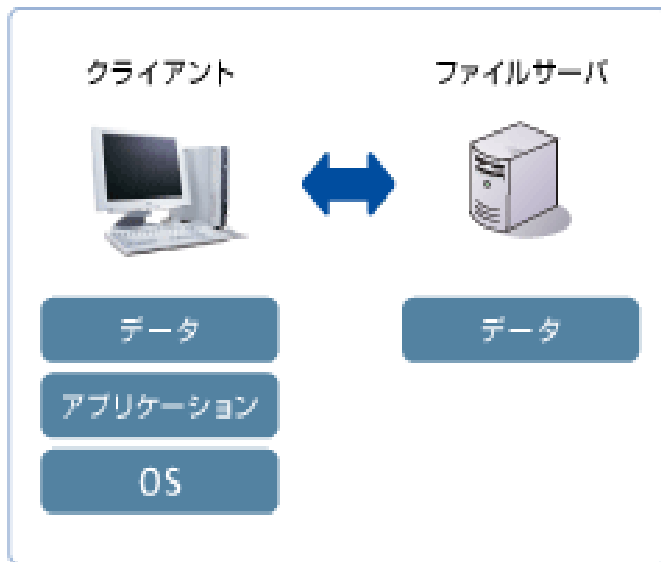 クライアント
ファイルサーバ
データ
データ
アプリケーション
OS